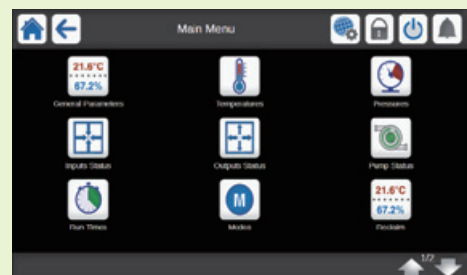 Main Menu
21.6°C
67.2%
General Parameters
Temperatures
Pressures
Inputs Status
Outputs Status
Pump Status
Run Times
M
Modes
21.6°C
67.2%
Reclaim
1/2